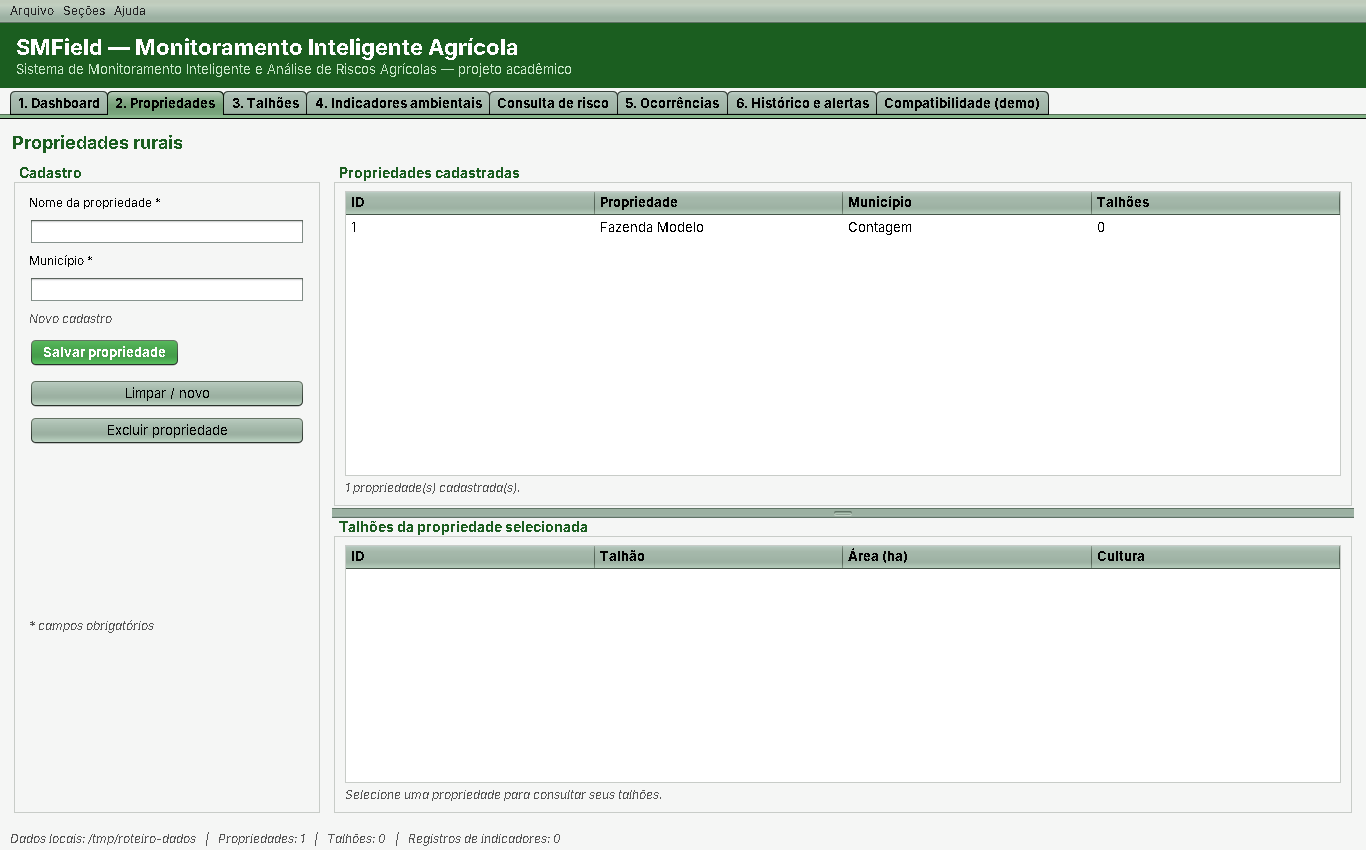 Arquivo Seções Ajuda
SMField — Monitoramento Inteligente Agrícola
Sistema de Monitoramento Inteligente e Análise de Riscos Agrícolas — projeto acadêmico
1. Dashboard 2. Propriedades 3. Talhões 4. Indicadores ambientais Consulta de risco 5. Ocorrências 6. Histórico e alertas Compatibilidade (demo)
Propriedades rurais
Cadastro
Nome da propriedade *
Município *
Novo cadastro
Salvar propriedade
Limpar / novo
Excluir propriedade
* campos obrigatórios
Propriedades cadastradas
ID Propriedade Município Talhões
1 Fazenda Modelo Contagem 0
1 propriedade(s) cadastrada(s).
Talhões da propriedade selecionada
ID Talhão Área (ha) Cultura
Selecione uma propriedade para consultar seus talhões.
Dados locais: /tmp/roteiro-dados | Propriedades: 1 | Talhões: 0 | Registros de indicadores: 0